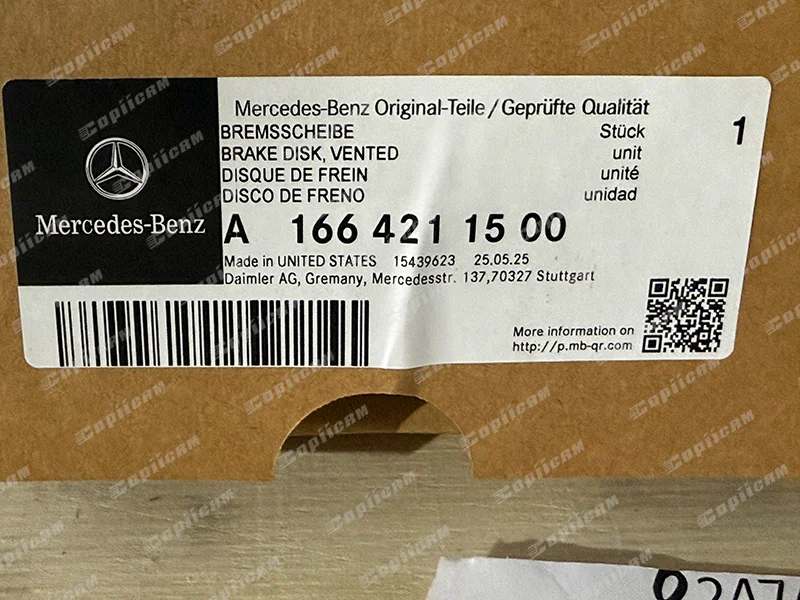 Mercedes-Benz Original-Teile / Geprüfte Qualität
BREMSSCHEIBE Stück 1
BRAKE DISK, VENTED unit
DISQUE DE FREIN unité
DISCO DE FRENO unidad
Mercedes-Benz
A 166 421 15 00
Made in UNITED STATES 15439623 25.05.25
Daimler AG, Gremany, Mercedesstr. 137,70327 Stuttgart
More information on
http://p.mb-qr.com
CapiiCAM